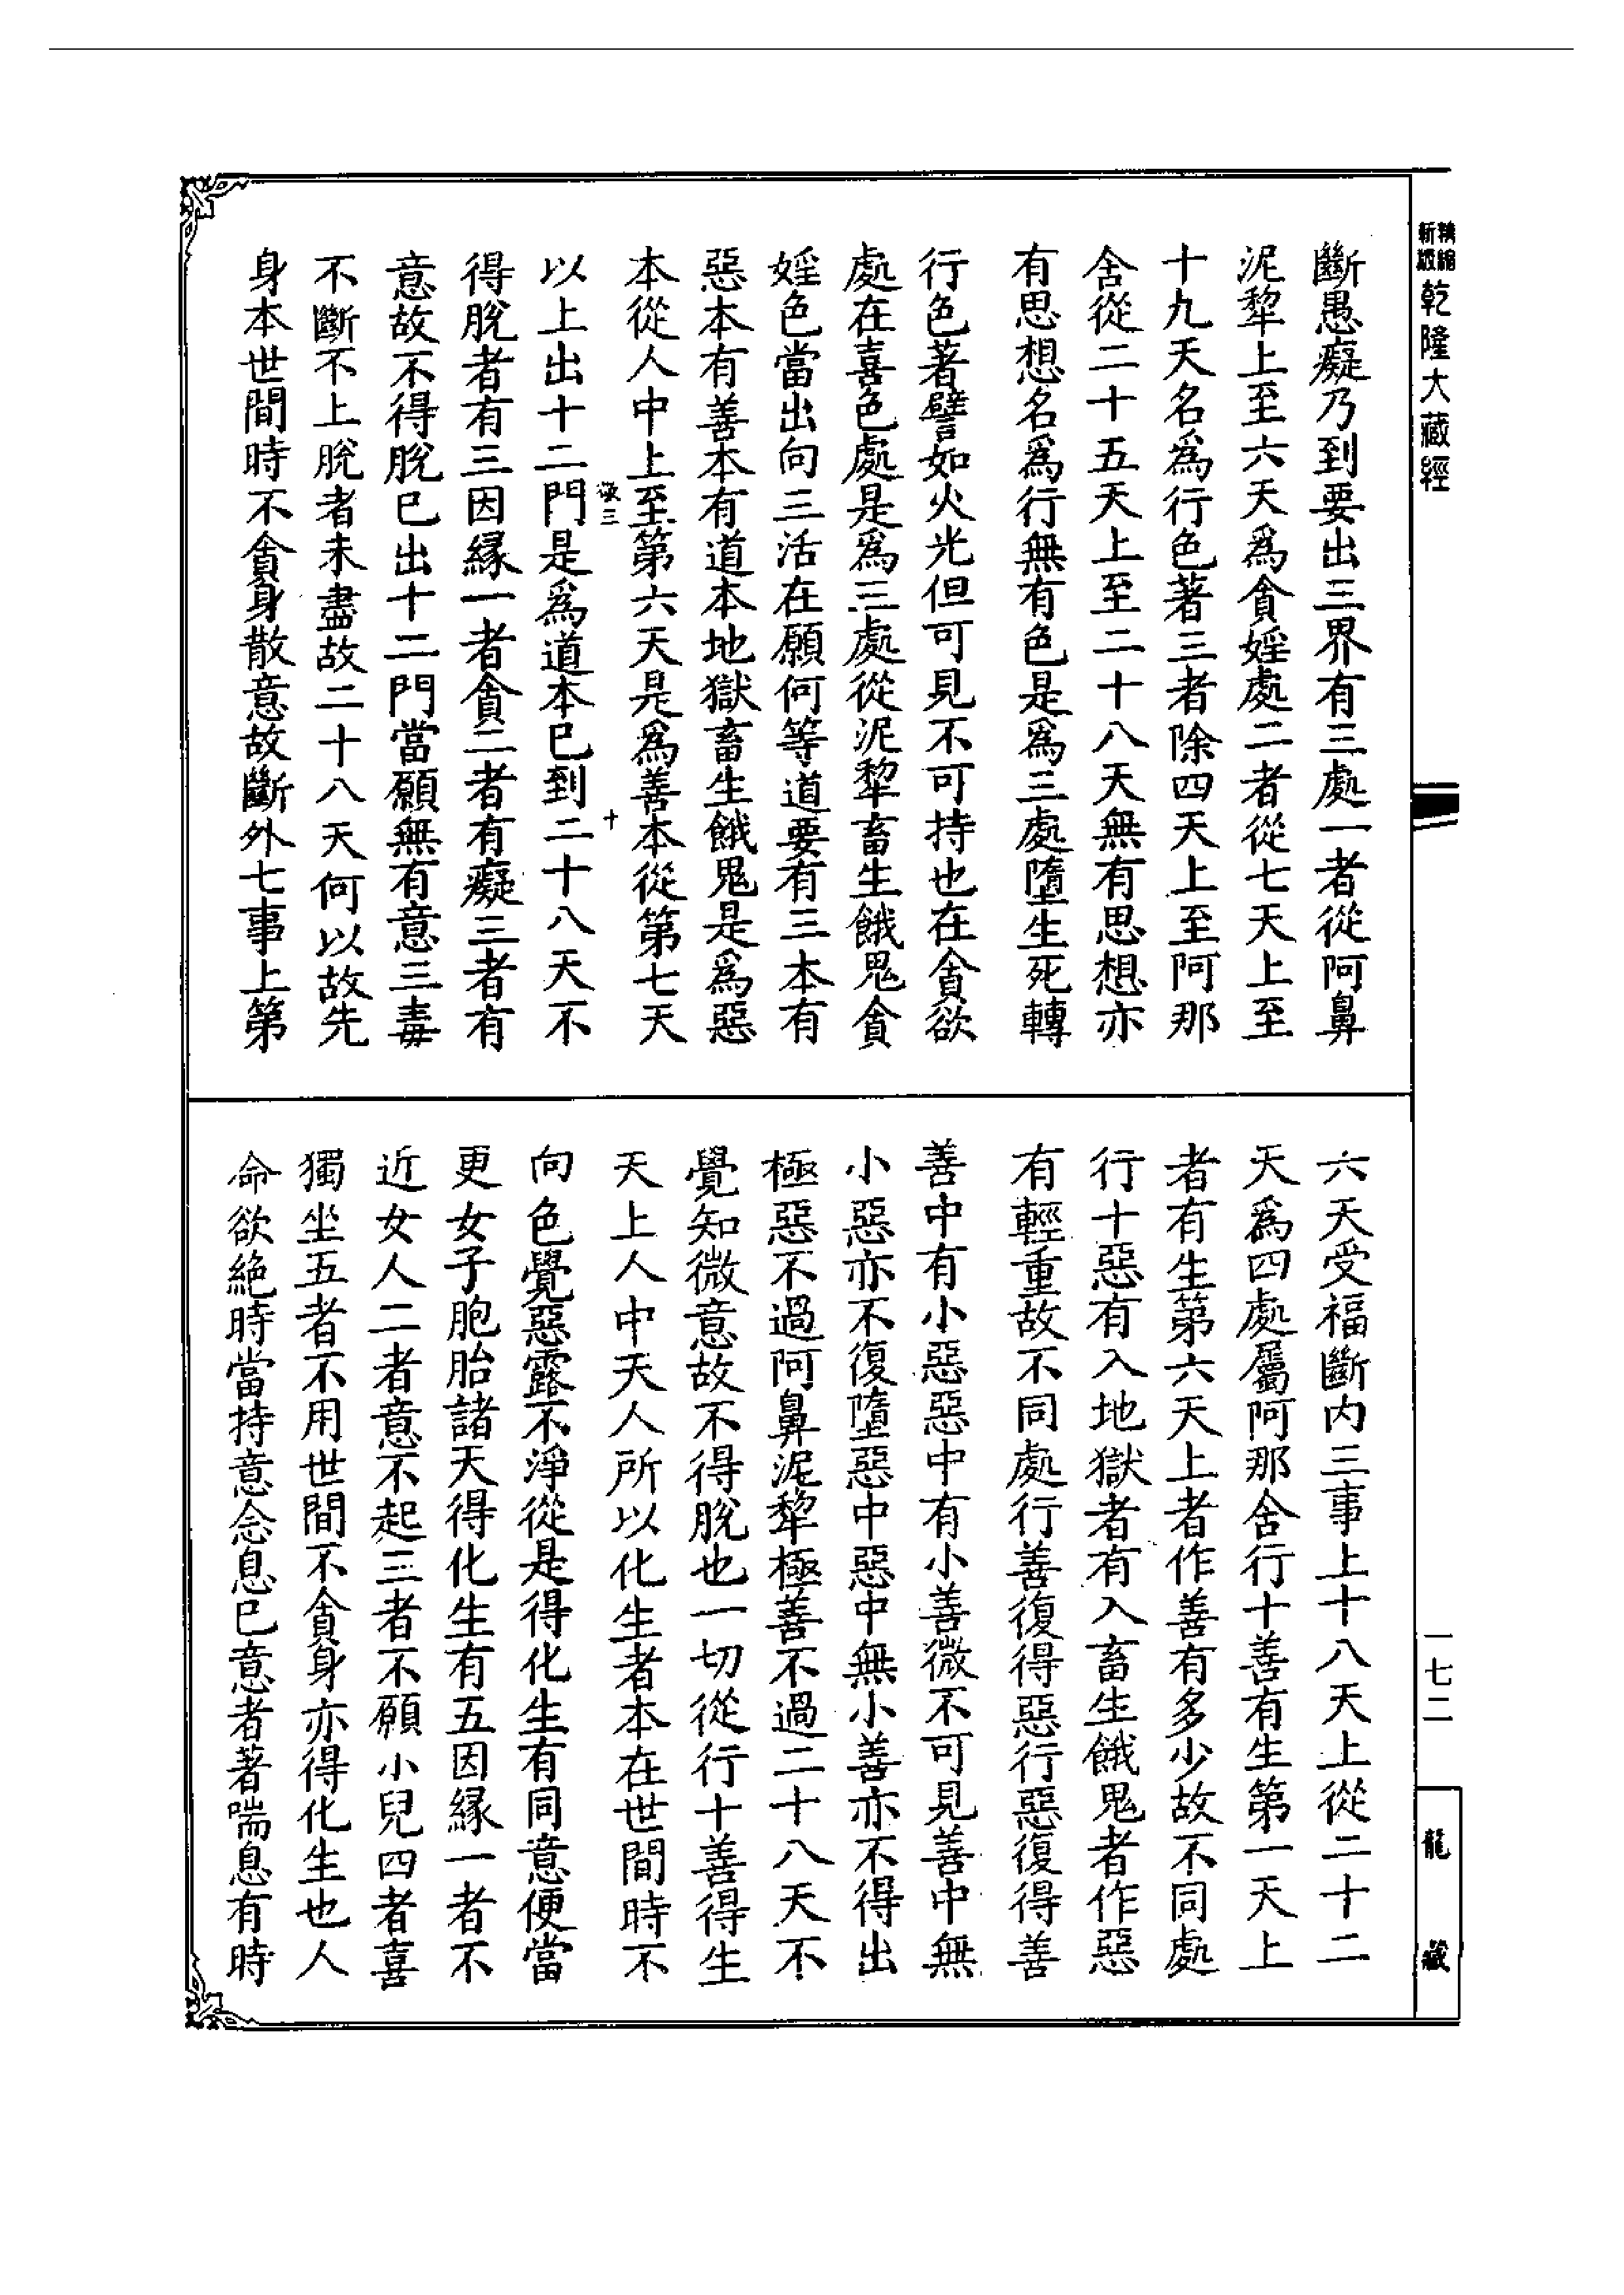 精縮
新版
乾隆大藏經
斷愚癡乃到要出三界有三處一者從阿鼻
泥犂上至六天爲貪婬處二者從七天上至
十九天名爲行色著三者除四天上至阿那
舍從二十五天上至二十八天無有思想亦
有思想名爲行無有色是爲三處墮生死轉
行色著譬如火光但可見不可持也在貪欲
處在喜色處是爲三處從泥犂畜生餓鬼貪
婬色當出向三活在願何等道要有三本有
惡本有善本有道本地獄畜生餓鬼是爲惡
本從人中上至第六天是爲善本從第七天
三
十
以上出十二門是爲道本已到二十八天不
得脫者有三因緣一者貪二者有癡三者有
意故不得脫已出十二門當願無有意三毒
不斷不上脫者未盡故二十八天何以故先
身本世間時不貪身散意故斷外七事上第
六天受福斷内三事上十八天上從二十二
天爲四處屬阿那舍行十善有生第一天上
者有生第六天上者作善有多少故不同處
行十惡有入地獄者有入畜生餓鬼者作惡
有輕重故不同處行善復得惡行惡復得善
善中有小惡惡中有小善微不可見善中無
小惡亦不復墮惡中惡中無小善亦不得出
極惡不過阿鼻泥犂極善不過二十八天不
覺知微意故不得脫也一切從行十善得生
天上人中天人所以化生者本在世間時不
向色覺惡露不淨從是得化生有同意便當
更女子胞胎諸天得化生有五因緣一者不
近女人二者意不起三者不願小兒四者喜
獨坐五者不用世間不貪身亦得化生也人
命欲絶時當持意念息已意者著喘息有時
一七二
龍藏